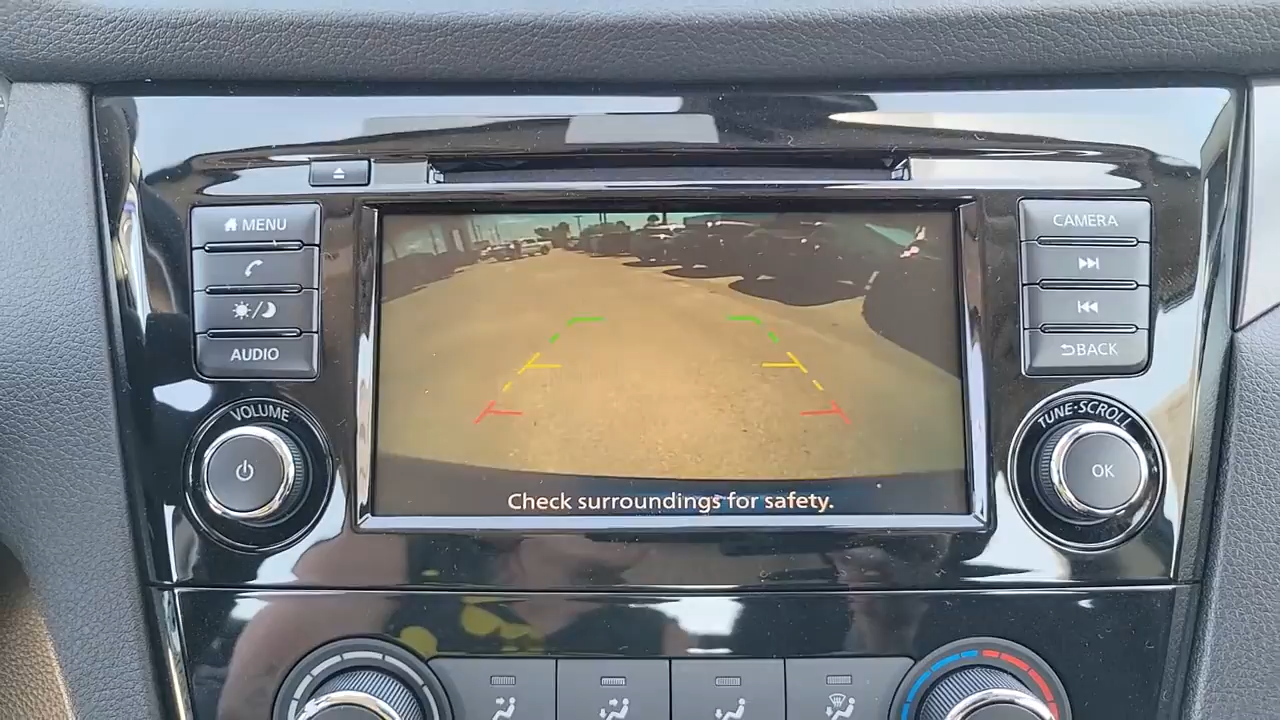 MENU
AUDIO
VOLUME
CAMERA
BACK
TUNE·SCROLL
OK
Check surroundings for safety.